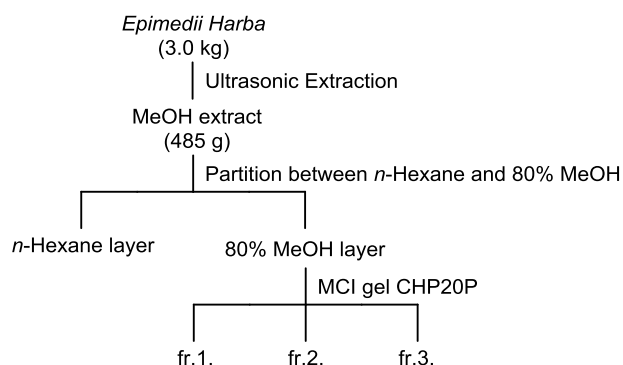 Epimedii Harba
(3.0 kg)
Ultrasonic Extraction
MeOH extract
(485 g)
Partition between n-Hexane and 80% MeOH
n-Hexane layer
80% MeOH layer
MCI gel CHP20P
fr.1.
fr.2.
fr.3.